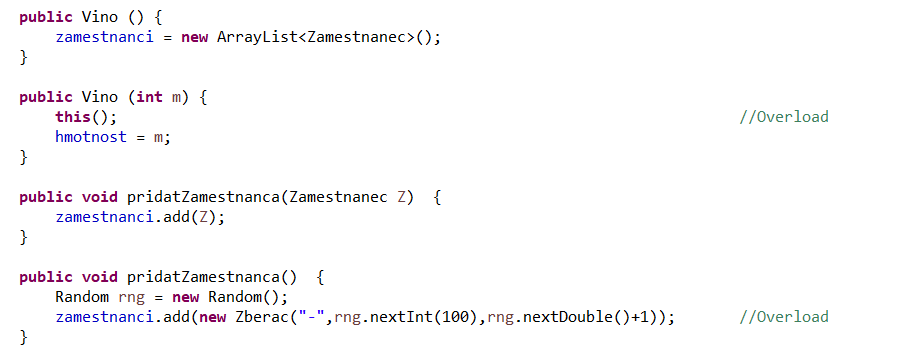 public Vino () {
    zamestnanci = new ArrayList<Zamestnanec>();
}

public Vino (int m) {
    this();                                                                     //Overload
    hmotnost = m;
}

public void pridatZamestnanca(Zamestnanec Z)  {
    zamestnanci.add(Z);
}

public void pridatZamestnanca()  {
    Random rng = new Random();
    zamestnanci.add(new Zberac("-",rng.nextInt(100),rng.nextDouble()+1));       //Overload
}